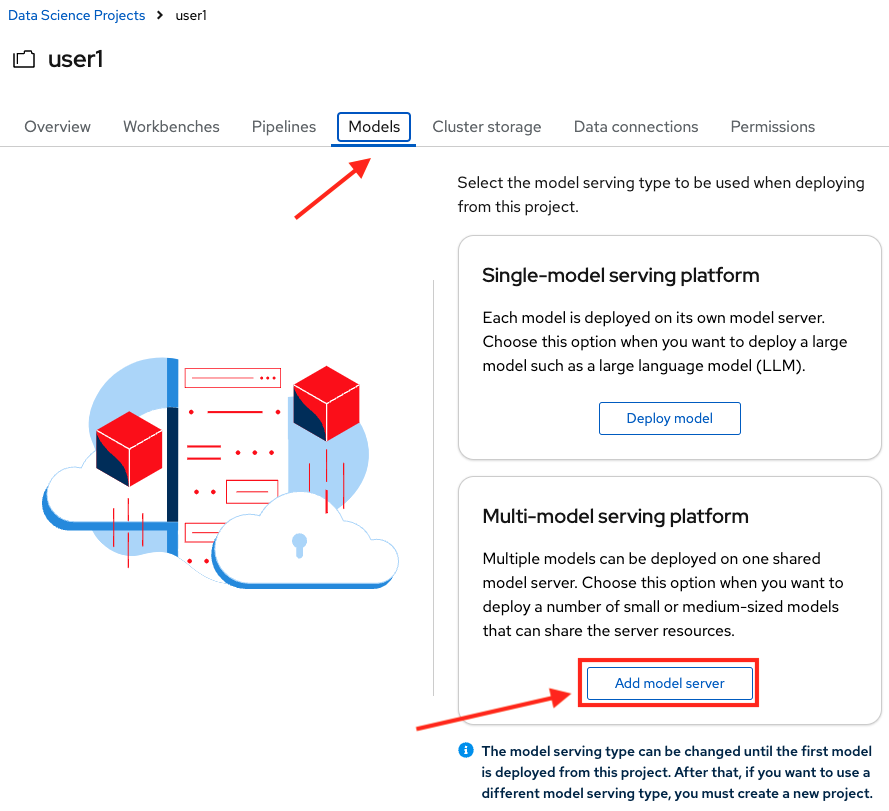 Data Science Projects > user1
user1
Overview Workbenches Pipelines Models Cluster storage Data connections Permissions
Select the model serving type to be used when deploying
from this project.
Single-model serving platform
Each model is deployed on its own model server.
Choose this option when you want to deploy a large
model such as a large language model (LLM).
Deploy model
Multi-model serving platform
Multiple models can be deployed on one shared
model server. Choose this option when you want to
deploy a number of small or medium-sized models
that can share the server resources.
Add model server
The model serving type can be changed until the first model
is deployed from this project. After that, if you want to use a
different model serving type, you must create a new project.